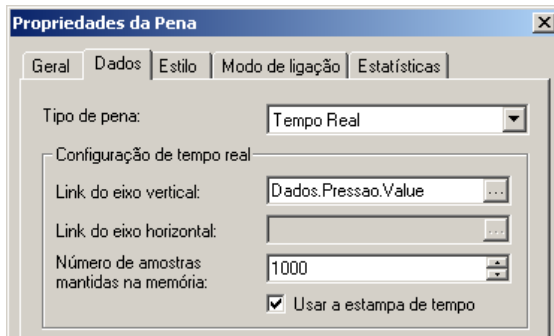 Propriedades da Pena
Geral Dados Estilo Modo de ligação Estatísticas
Tipo de pena: Tempo Real
Configuração de tempo real
Link do eixo vertical: Dados.Pressao.Value ...
Link do eixo horizontal: ...
Número de amostras
mantidas na memória: 1000
Usar a estampa de tempo